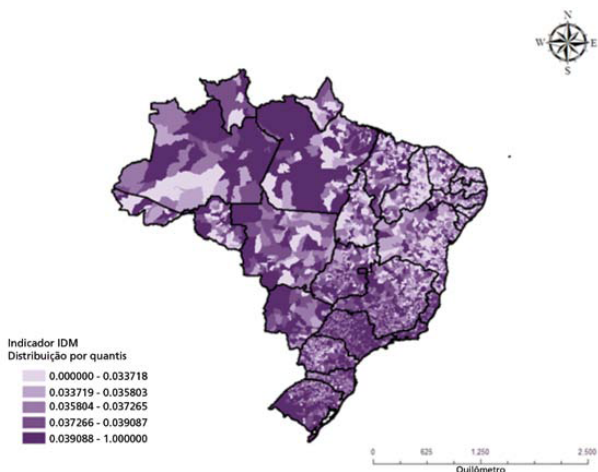 N
W E
S
Indicador IDM
Distribuição por quantis
0.000000 - 0.033718
0.033719 - 0.035803
0.035804 - 0.037265
0.037266 - 0.039087
0.039088 - 1.000000
0 625 1,250 2.500
Quilômetro